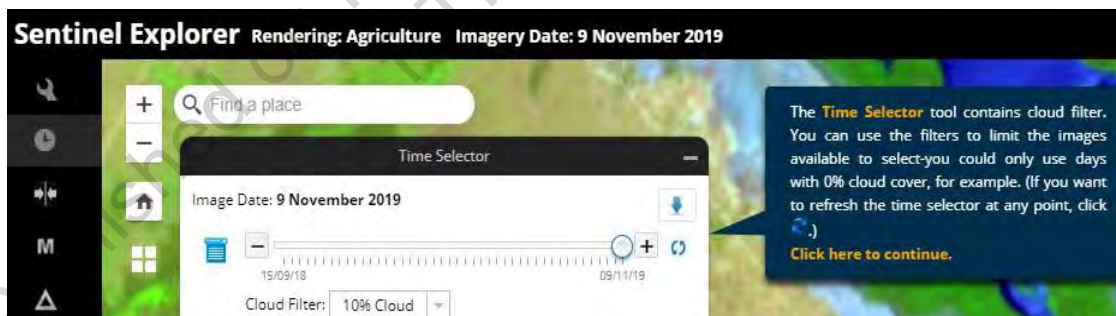 Sentinel Explorer Rendering: Agriculture Imagery Date: 9 November 2019
Find a place
Time Selector
Image Date: 9 November 2019
15/09/18
09/11/19
Cloud Filter: 10% Cloud
M
The Time Selector tool contains cloud filter.
You can use the filters to limit the images
available to select-you could only use days
with 0% cloud cover, for example. (If you want
to refresh the time selector at any point, click
.)
Click here to continue.